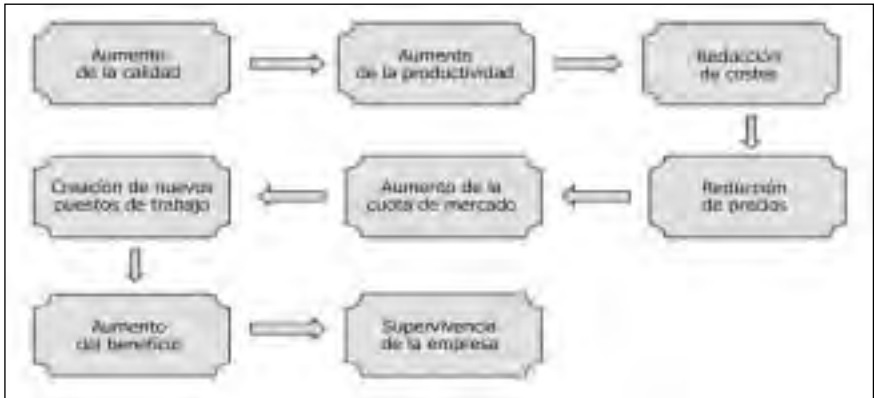 Aumento
de la calidad
Aumento
de la productividad
Reducción
de costes
Reducción
de precios
Aumento de la
cuota de mercado
Creación de nuevos
puestos de trabajo
Aumento
del beneficio
Supervivencia
de la empresa